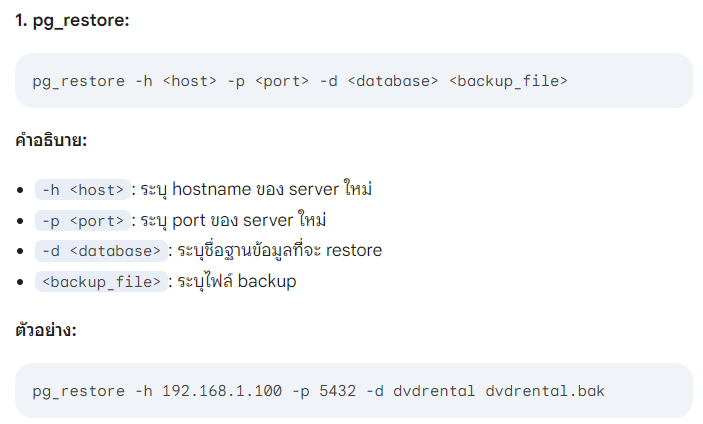 1. pg_restore:
pg_restore -h <host> -p <port> -d <database> <backup_file>
คำอธิบาย:
-h <host>: ระบุ hostname ของ server ใหม่
-p <port>: ระบุ port ของ server ใหม่
-d <database>: ระบุชื่อฐานข้อมูลที่จะ restore
<backup_file>: ระบุไฟล์ backup
ตัวอย่าง:
pg_restore -h 192.168.1.100 -p 5432 -d dvdrental dvdrental.bak